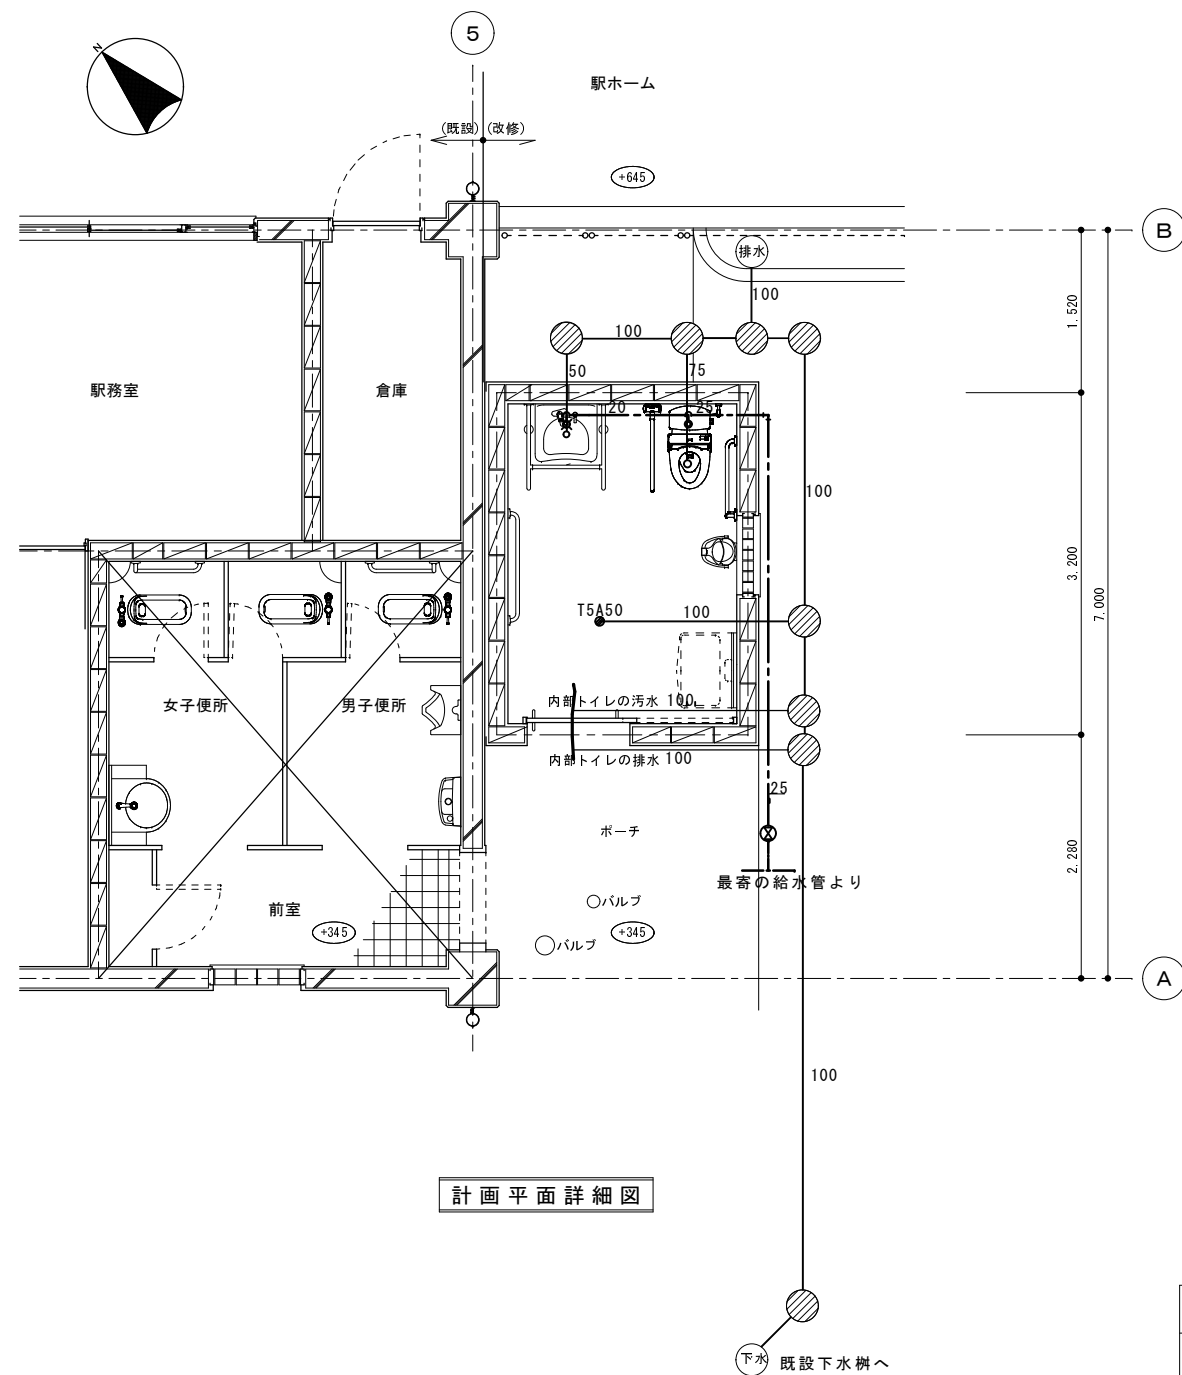 5
N
駅ホーム
(既設)
(改修)
+645
B
排水
100
1.520
100
50
75
駅務室
倉庫
20
25
100
3.200
7.000
T5A50
100
女子便所
男子便所
内部トイレの汚水 100
内部トイレの排水 100
25
ポーチ
2.280
最寄の給水管より
バルブ
前室
+345
+345
バルブ
A
100
計画平面詳細図
下水
既設下水桝へ